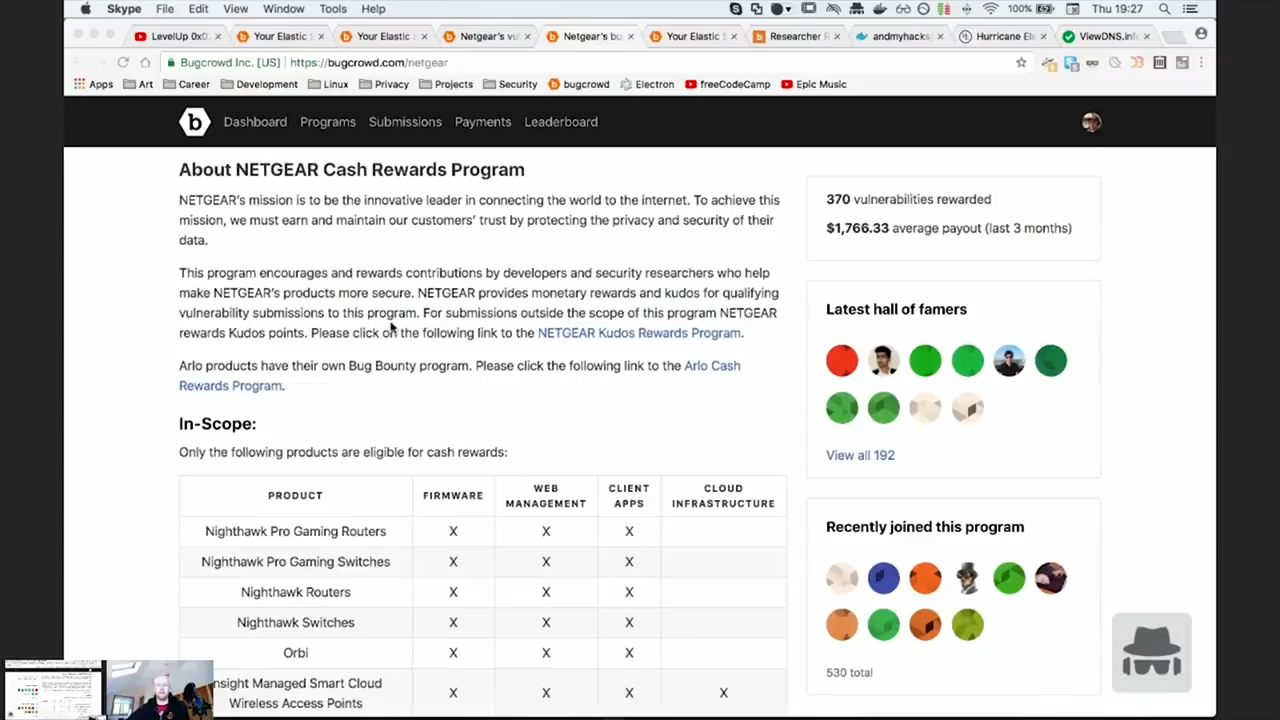 Skype File Edit View Window Tools Help 100% Thu 19:27
LevelUp 0x0 Your Elastic Your Elastic Netgear's vu Netgear's bu Your Elastic Researcher R andmyhacks Hurricane Ele ViewDNS.info
Bugcrowd Inc. [US] https://bugcrowd.com/netgear
Apps Art Career Development Linux Privacy Projects Security bugcrowd Electron freeCodeCamp Epic Music
b Dashboard Programs Submissions Payments Leaderboard
About NETGEAR Cash Rewards Program
NETGEAR's mission is to be the innovative leader in connecting the world to the internet. To achieve this
mission, we must earn and maintain our customers' trust by protecting the privacy and security of their
data.
This program encourages and rewards contributions by developers and security researchers who help
make NETGEAR's products more secure. NETGEAR provides monetary rewards and kudos for qualifying
vulnerability submissions to this program. For submissions outside the scope of this program NETGEAR
rewards Kudos points. Please click on the following link to the NETGEAR Kudos Rewards Program.
Arlo products have their own Bug Bounty program. Please click the following link to the Arlo Cash
Rewards Program.
In-Scope:
Only the following products are eligible for cash rewards:
PRODUCT FIRMWARE WEB MANAGEMENT CLIENT APPS CLOUD INFRASTRUCTURE
Nighthawk Pro Gaming Routers X X X
Nighthawk Pro Gaming Switches X X X
Nighthawk Routers X X X
Nighthawk Switches X X X
Orbi X X X
nsight Managed Smart Cloud
Wireless Access Points X X X X
370 vulnerabilities rewarded
$1,766.33 average payout (last 3 months)
Latest hall of famers
View all 192
Recently joined this program
530 total